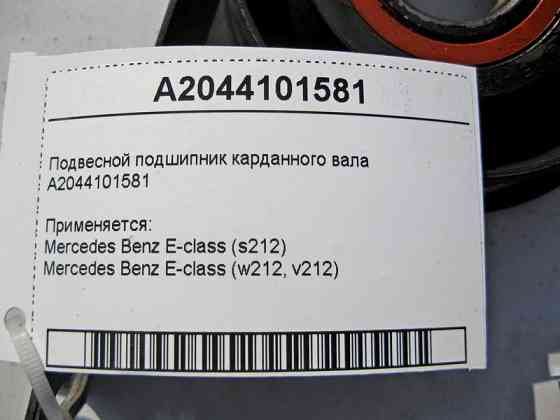 A2044101581
Подвесной подшипник карданного вала
A2044101581
Применяется:
Mercedes Benz E-class (s212)
Mercedes Benz E-class (w212, v212)